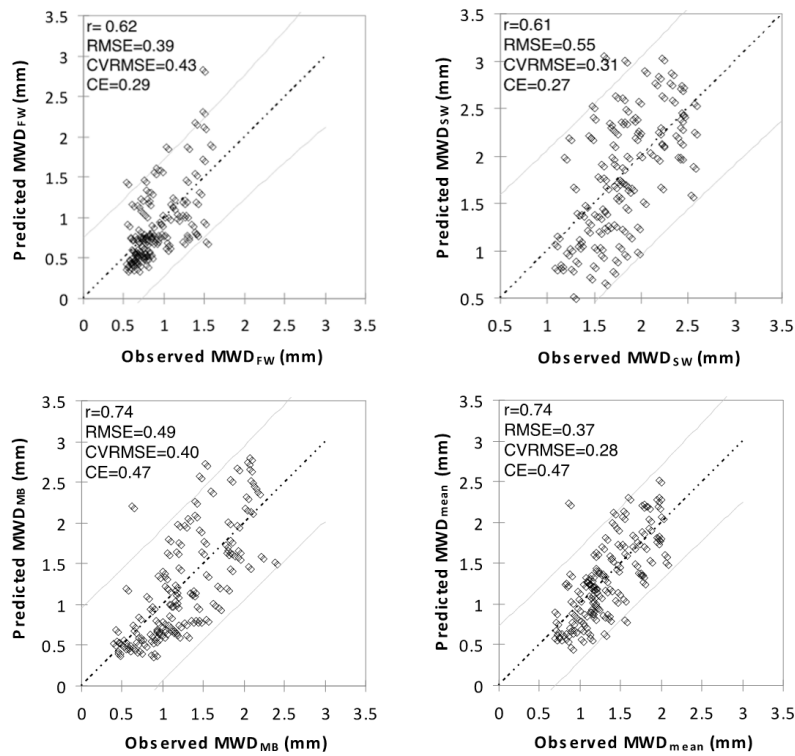 r= 0.62
RMSE=0.39
CVRMSE=0.43
CE=0.29
Predicted MWDFW (mm)
3.5
3
2.5
2
1.5
1
0.5
0
0 0.5 1 1.5 2 2.5 3 3.5
Observed MWDFW (mm)
r=0.61
RMSE=0.55
CVRMSE=0.31
CE=0.27
Predicted MWDSW (mm)
3.5
3
2.5
2
1.5
1
0.5
0.5 1 1.5 2 2.5 3 3.5
Observed MWDSW (mm)
r=0.74
RMSE=0.49
CVRMSE=0.40
CE=0.47
Predicted MWDMB (mm)
3.5
3
2.5
2
1.5
1
0.5
0
0 0.5 1 1.5 2 2.5 3 3.5
Observed MWDMB (mm)
r=0.74
RMSE=0.37
CVRMSE=0.28
CE=0.47
Predicted MWDmean (mm)
3.5
3
2.5
2
1.5
1
0.5
0
0 0.5 1 1.5 2 2.5 3 3.5
Observed MWDmean (mm)